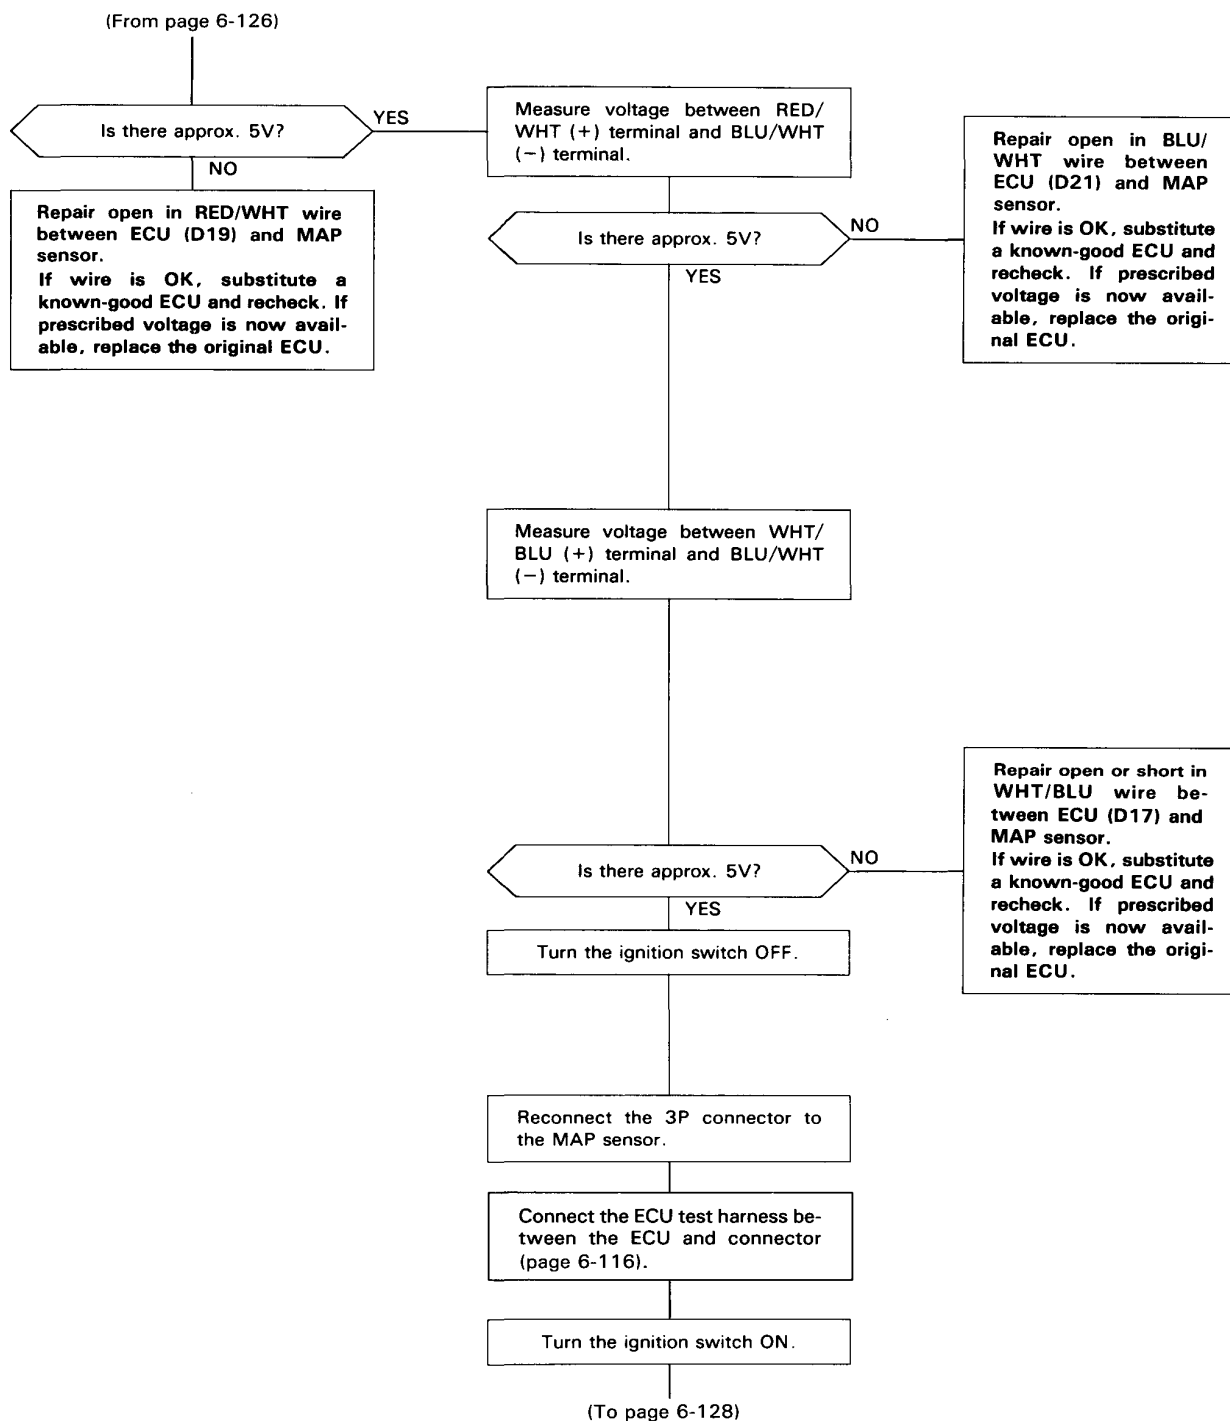 (From page 6-126)
Is there approx. 5V?
YES
NO
Repair open in RED/WHT wire
between ECU (D19) and MAP
sensor.
If wire is OK, substitute a
known-good ECU and recheck. If
prescribed voltage is now avail-
able, replace the original ECU.
Measure voltage between RED/
WHT (+) terminal and BLU/WHT
(−) terminal.
Is there approx. 5V?
NO
YES
Repair open in BLU/
WHT wire between
ECU (D21) and MAP
sensor.
If wire is OK, substitute
a known-good ECU and
recheck. If prescribed
voltage is now avail-
able, replace the origi-
nal ECU.
Measure voltage between WHT/
BLU (+) terminal and BLU/WHT
(−) terminal.
Is there approx. 5V?
NO
YES
Repair open or short in
WHT/BLU wire be-
tween ECU (D17) and
MAP sensor.
If wire is OK, substitute
a known-good ECU and
recheck. If prescribed
voltage is now avail-
able, replace the origi-
nal ECU.
Turn the ignition switch OFF.
Reconnect the 3P connector to
the MAP sensor.
Connect the ECU test harness be-
tween the ECU and connector
(page 6-116).
Turn the ignition switch ON.
(To page 6-128)